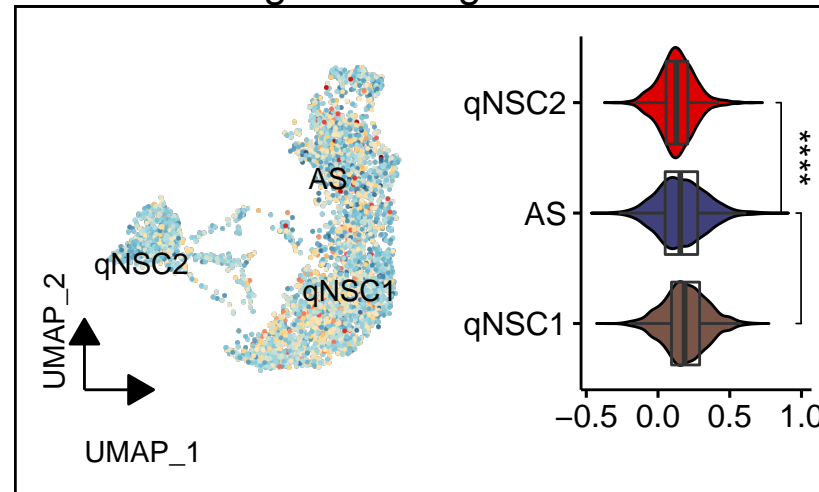 AS
qNSC2
qNSC1
UMAP_2
UMAP_1
qNSC2
AS
qNSC1
****
−0.5 0.0 0.5 1.0